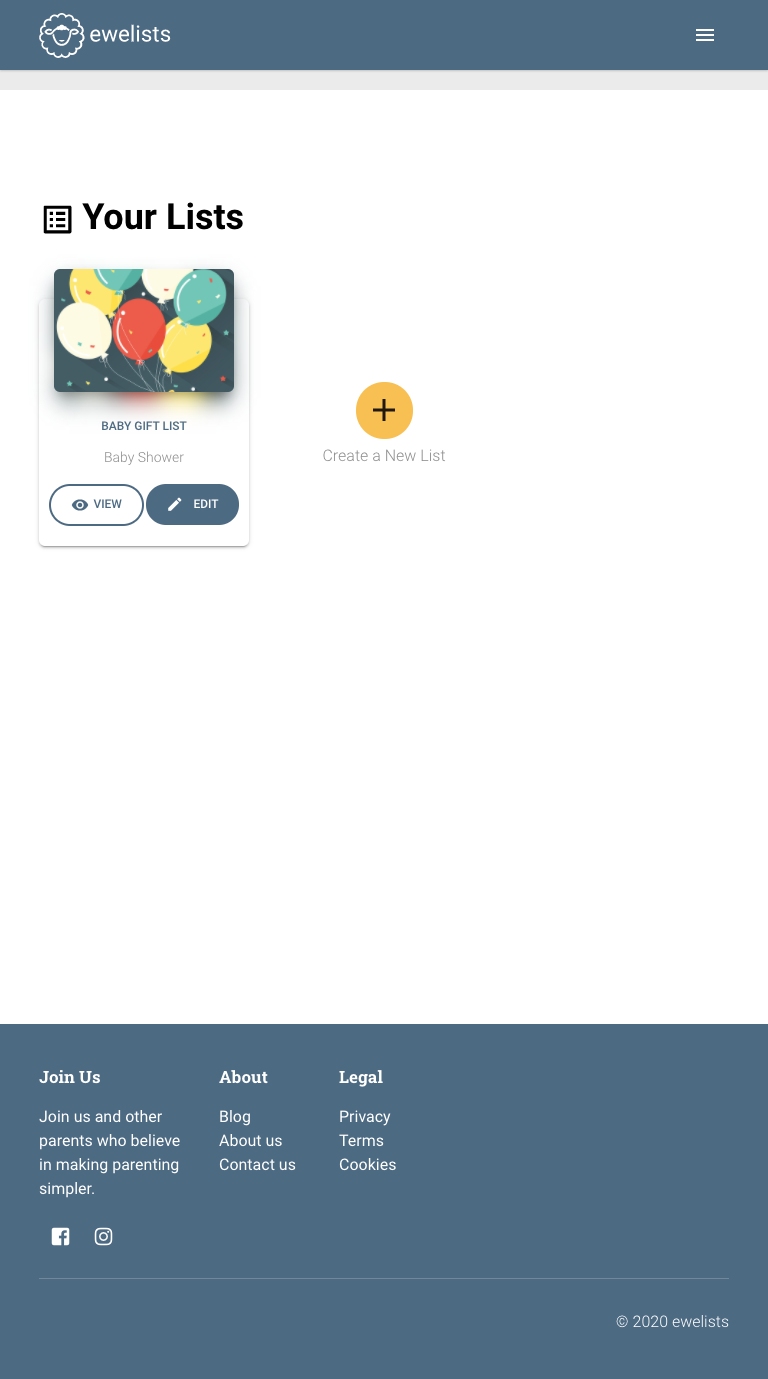 ewelists
Your Lists
BABY GIFT LIST
Baby Shower
VIEW
EDIT
Create a New List
Join Us
Join us and other
parents who believe
in making parenting
simpler.
About
Blog
About us
Contact us
Legal
Privacy
Terms
Cookies
© 2020 ewelists